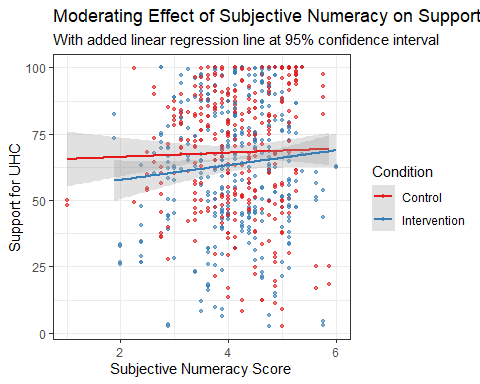 Moderating Effect of Subjective Numeracy on Support
With added linear regression line at 95% confidence interval
100
75
50
25
0
Support for UHC
2
4
6
Subjective Numeracy Score
Condition
Control
Intervention